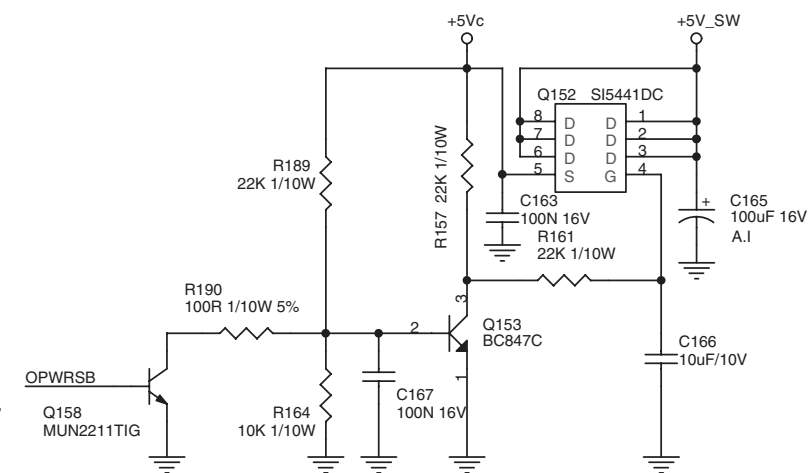 +5Vc
+5V_SW
Q152 SI5441DC
8 D D 1
7 D D 2
6 D D 3
5 S G 4
R189
22K 1/10W
R157 22K 1/10W
C163
100N 16V
+
C165
100uF 16V
A.I
R161
22K 1/10W
R190
100R 1/10W 5%
2
3
1
Q153
BC847C
C166
10uF/10V
OPWRSB
Q158
MUN2211TIG
R164
10K 1/10W
C167
100N 16V